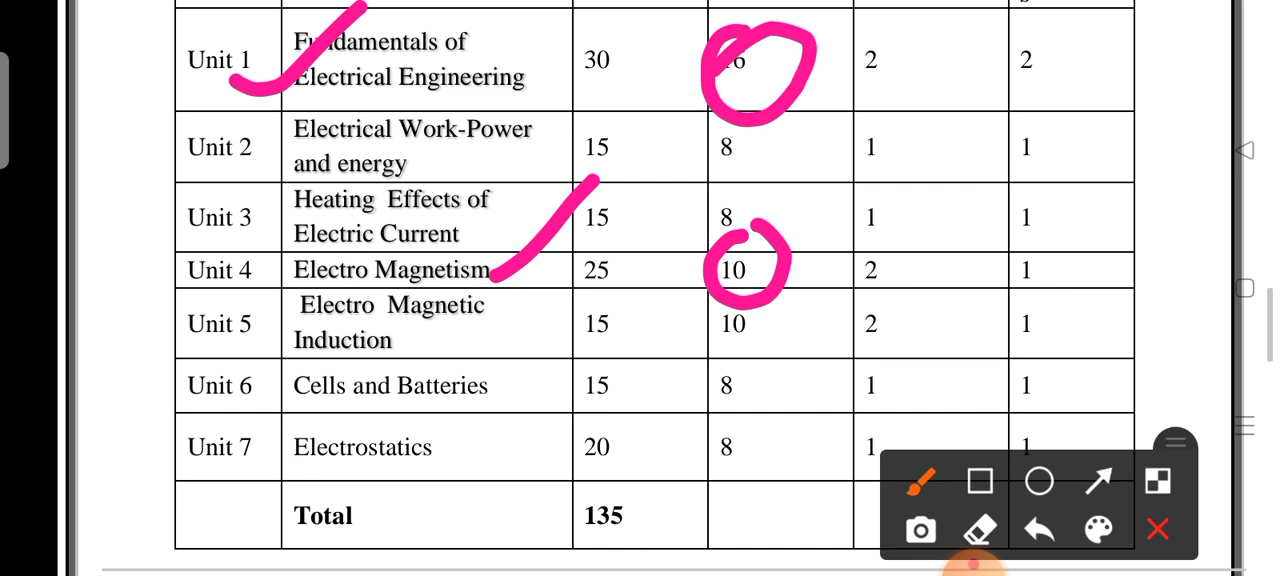 Unit 1 Fundamentals of Electrical Engineering 30 16 2 2
Unit 2 Electrical Work-Power and energy 15 8 1 1
Unit 3 Heating Effects of Electric Current 15 8 1 1
Unit 4 Electro Magnetism 25 10 2 1
Unit 5 Electro Magnetic Induction 15 10 2 1
Unit 6 Cells and Batteries 15 8 1 1
Unit 7 Electrostatics 20 8 1 1
Total 135